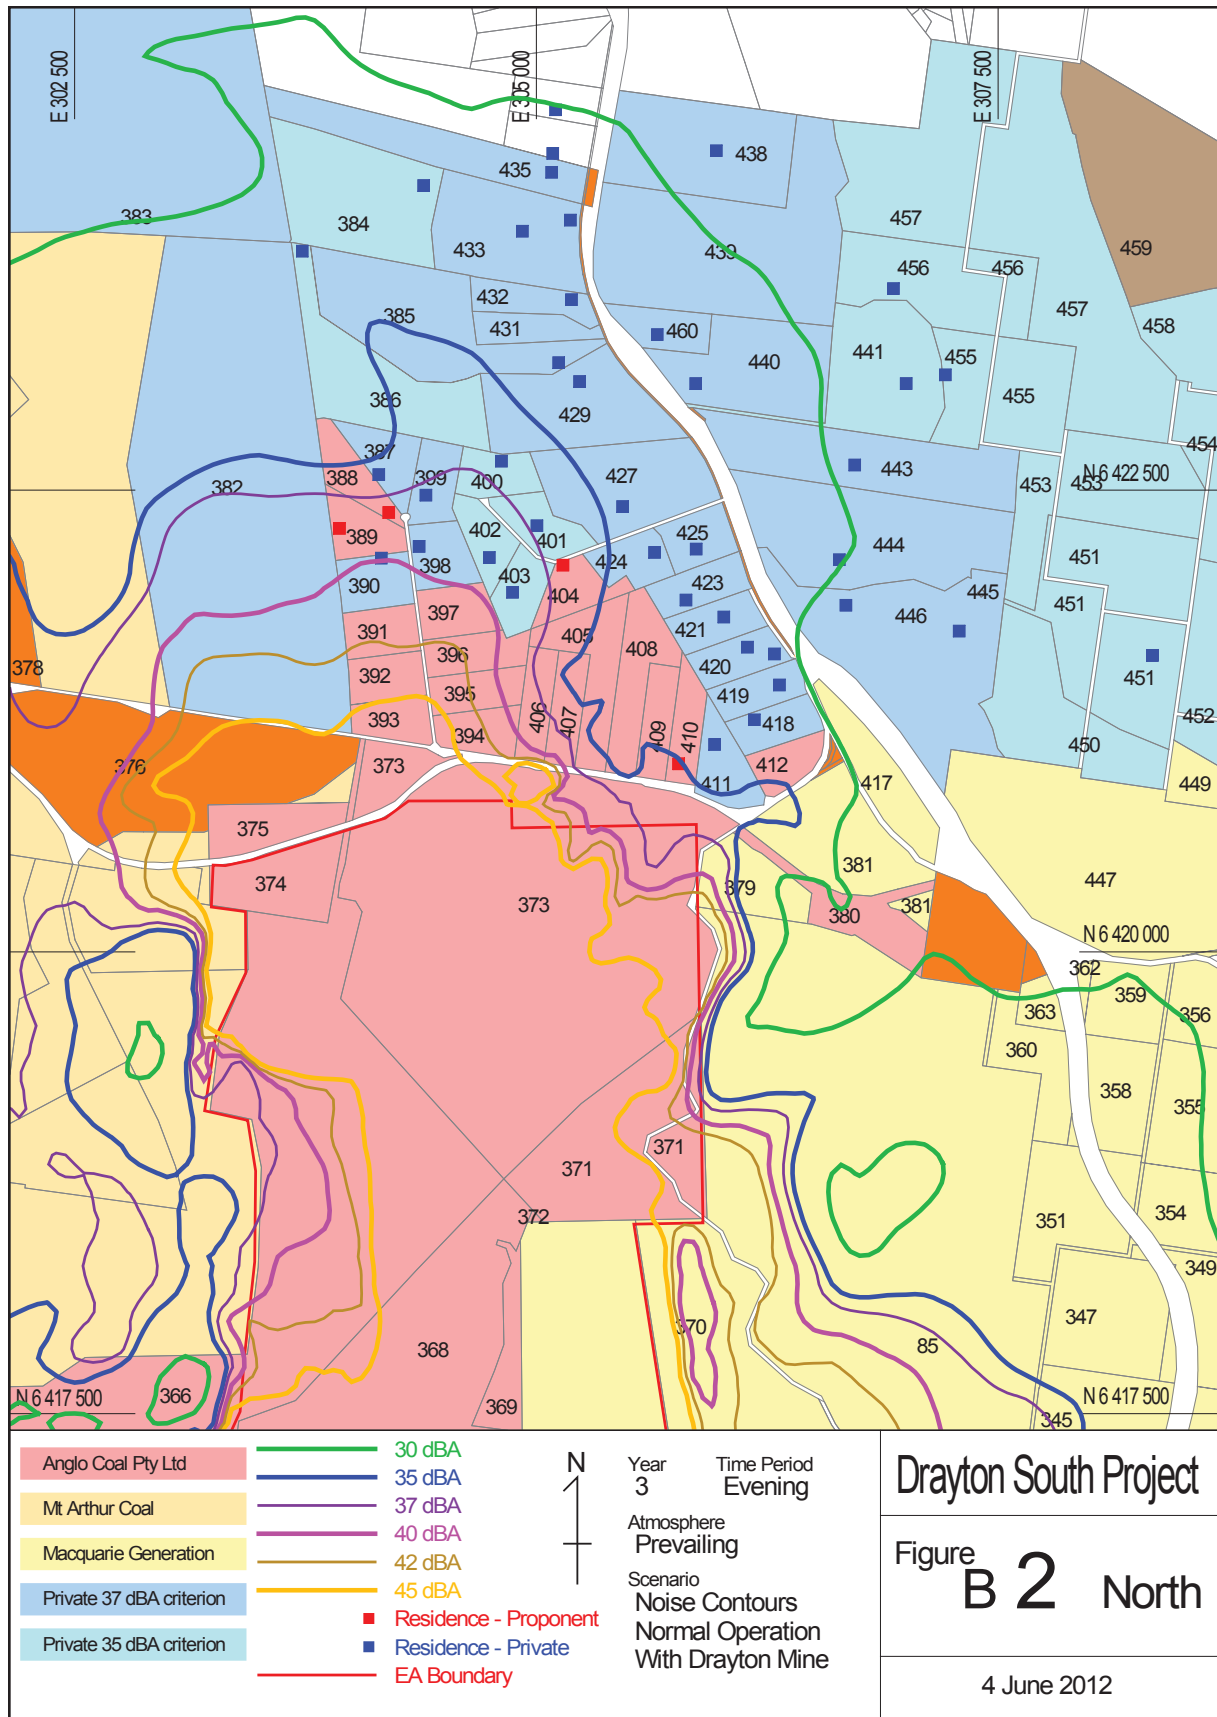 E 302 500
E 305 000
E 307 500
438
435
383
384
457
433
439
456
456
459
432
457
385
431
460
458
440
441
455
455
386
429
387
454
443
388
399
400
427
N 6 422 500
453
453
382
389
402
401
425
444
451
424
398
403
390
404
423
445
451
397
391
405
421
446
396
408
378
392
420
451
395
419
393
406
407
409
410
418
452
394
450
376
373
412
411
417
449
375
381
447
374
379
373
381
380
N 6 420 000
362
359
363
356
360
358
355
371
371
372
351
354
349
347
370
368
85
366
N 6 417 500
N 6 417 500
369
345
Anglo Coal Pty Ltd
Mt Arthur Coal
Macquarie Generation
Private 37 dBA criterion
Private 35 dBA criterion
30 dBA
35 dBA
37 dBA
40 dBA
42 dBA
45 dBA
Residence - Proponent
Residence - Private
EA Boundary
N
Year
3
Time Period
Evening
Atmosphere
Prevailing
Scenario
Noise Contours
Normal Operation
With Drayton Mine
Drayton South Project
Figure
B 2 North
4 June 2012